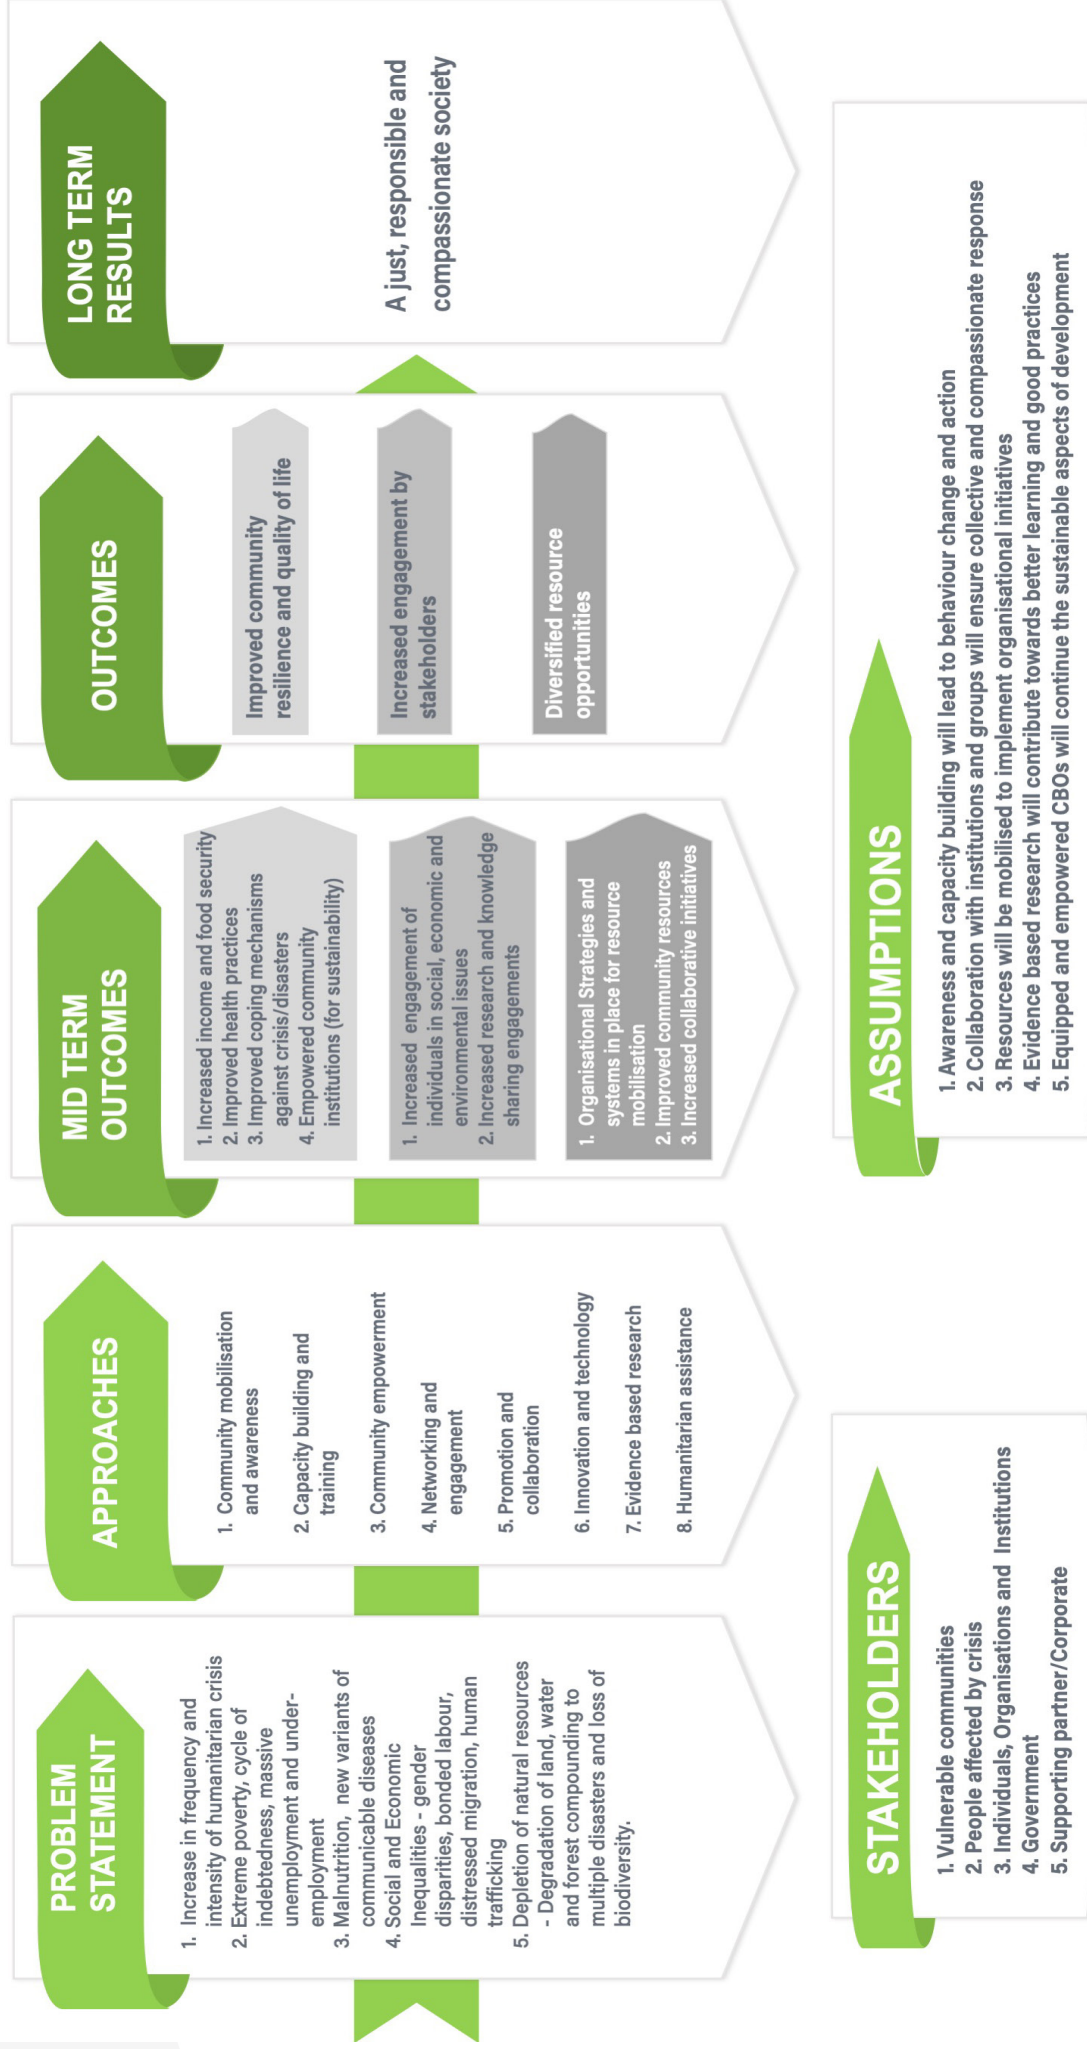 PROBLEM
STATEMENT
1. Increase in frequency and
intensity of humanitarian crisis
2. Extreme poverty, cycle of
indebtedness, massive
unemployment and under-
employment
3. Malnutrition, new variants of
communicable diseases
4. Social and Economic
Inequalities - gender
disparities, bonded labour,
distressed migration, human
trafficking
5. Depletion of natural resources
- Degradation of land, water
and forest compounding to
multiple disasters and loss of
biodiversity.
APPROACHES
1. Community mobilisation
and awareness
2. Capacity building and
training
3. Community empowerment
4. Networking and
engagement
5. Promotion and
collaboration
6. Innovation and technology
7. Evidence based research
8. Humanitarian assistance
MID TERM
OUTCOMES
1. Increased income and food security
2. Improved health practices
3. Improved coping mechanisms
against crisis/disasters
4. Empowered community
institutions (for sustainability)
1. Increased engagement of
individuals in social, economic and
environmental issues
2. Increased research and knowledge
sharing engagements
1. Organisational Strategies and
systems in place for resource
mobilisation
2. Improved community resources
3. Increased collaborative initiatives
OUTCOMES
Improved community
resilience and quality of life
Increased engagement by
stakeholders
Diversified resource
opportunities
LONG TERM
RESULTS
A just, responsible and
compassionate society
STAKEHOLDERS
1. Vulnerable communities
2. People affected by crisis
3. Individuals, Organisations and Institutions
4. Government
5. Supporting partner/Corporate
ASSUMPTIONS
1. Awareness and capacity building will lead to behaviour change and action
2. Collaboration with institutions and groups will ensure collective and compassionate response
3. Resources will be mobilised to implement organisational initiatives
4. Evidence based research will contribute towards better learning and good practices
5. Equipped and empowered CBOs will continue the sustainable aspects of development